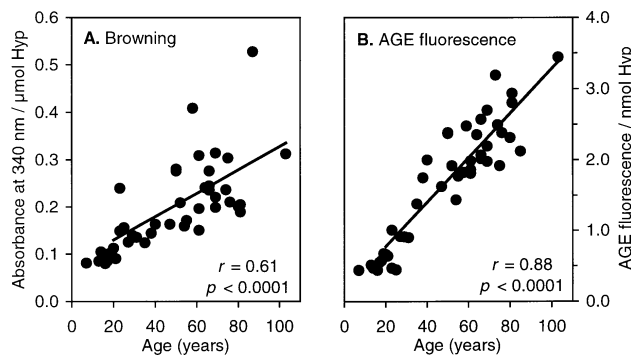 A. Browning
Absorbance at 340 nm / µmol Hyp
0.6
0.5
0.4
0.3
0.2
0.1
0.0
r = 0.61
p < 0.0001
0 20 40 60 80 100
Age (years)
B. AGE fluorescence
AGE fluorescence / nmol Hyp
4.0
3.0
2.0
1.0
0.0
r = 0.88
p < 0.0001
0 20 40 60 80 100
Age (years)